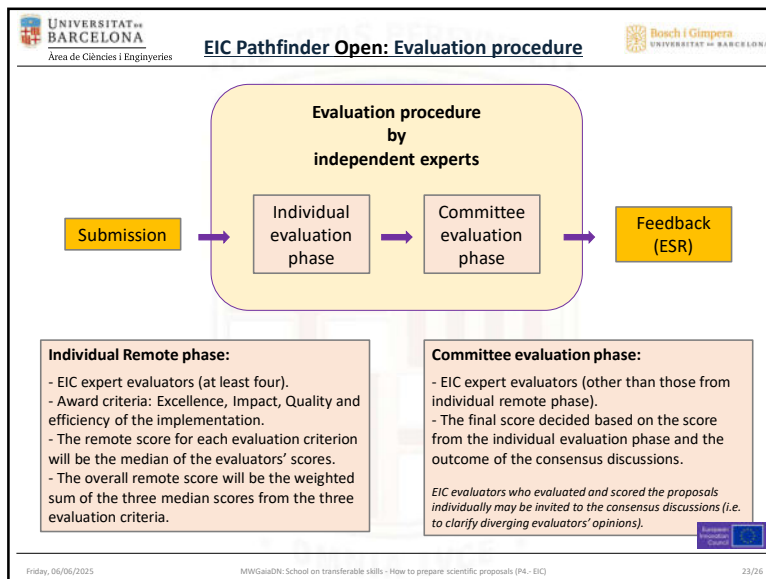 UNIVERSITAT DE
BARCELONA
Àrea de Ciències i Enginyeries
EIC Pathfinder Open: Evaluation procedure
Bosch i Gimpera
UNIVERSITAT DE BARCELONA
Evaluation procedure
by
independent experts
Submission
Individual
evaluation
phase
Committee
evaluation
phase
Feedback
(ESR)
Individual Remote phase:
- EIC expert evaluators (at least four).
- Award criteria: Excellence, Impact, Quality and
efficiency of the implementation.
- The remote score for each evaluation criterion
will be the median of the evaluators’ scores.
- The overall remote score will be the weighted
sum of the three median scores from the three
evaluation criteria.
Committee evaluation phase:
- EIC expert evaluators (other than those from
individual remote phase).
- The final score decided based on the score
from the individual evaluation phase and the
outcome of the consensus discussions.
EIC evaluators who evaluated and scored the proposals
individually may be invited to the consensus discussions (i.e.
to clarify diverging evaluators’ opinions).
European
Innovation
Council
Friday, 06/06/2025
MWGaiaDN: School on transferable skills - How to prepare scientific proposals (P4.- EIC)
23/26